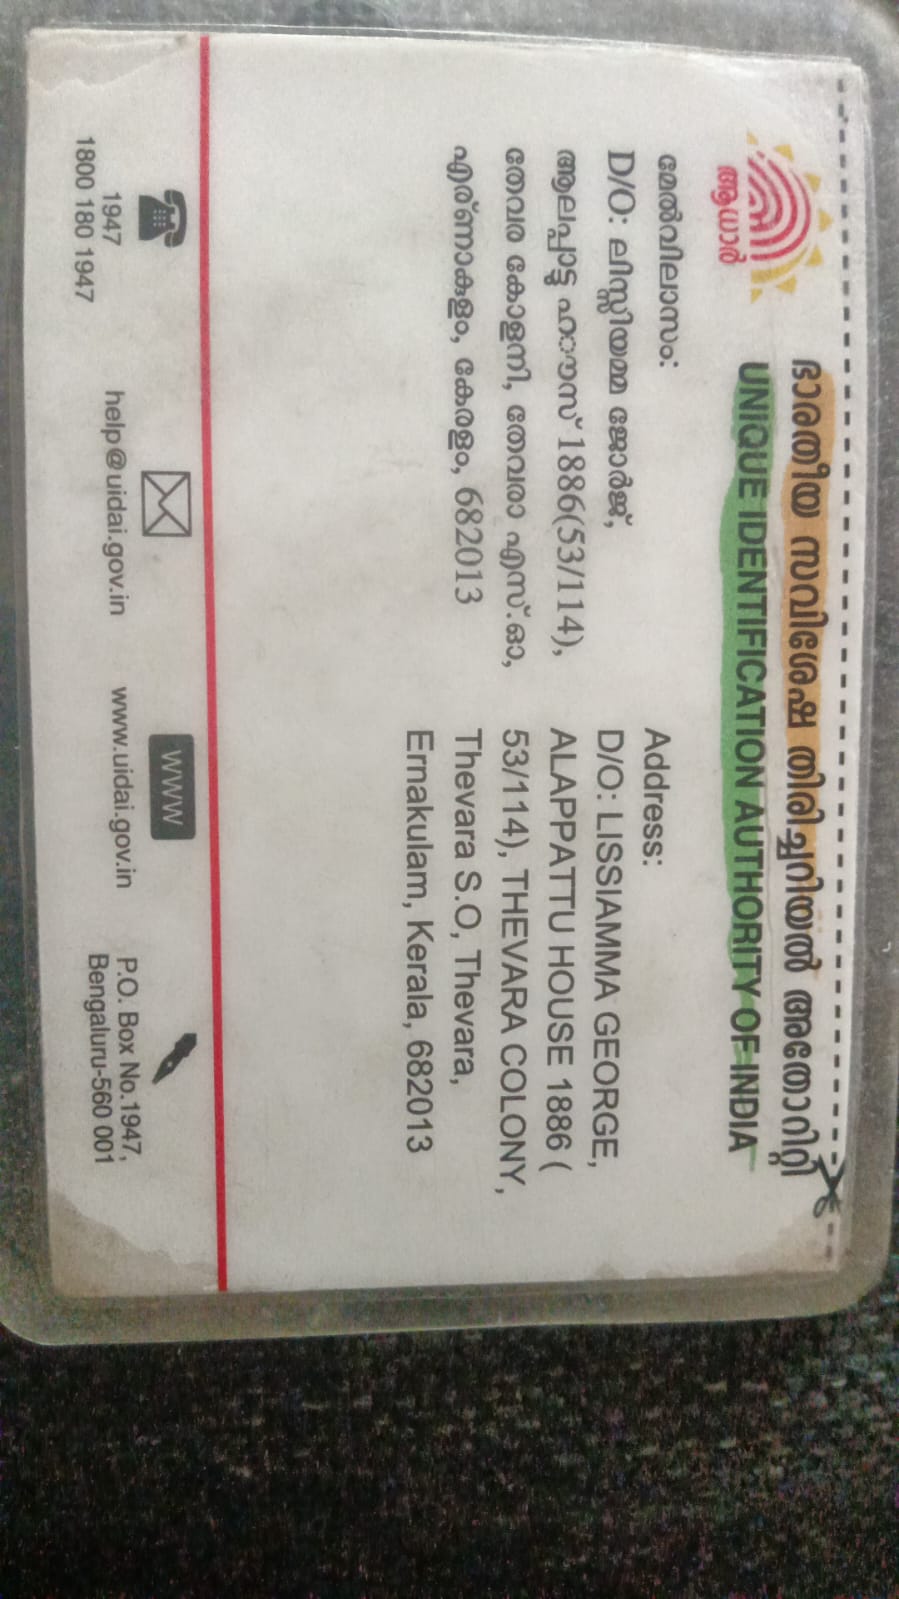 ആധാർ
ഭാരതീയ സവിശേഷ തിരിച്ചറിയൽ അതോറിറ്റി
UNIQUE IDENTIFICATION AUTHORITY OF INDIA
മേൽവിലാസം:
D/O: ലിസ്സിയമ്മ ജോർജ്,
ആലപ്പാട്ടു ഹൗസ് 1886(53/114),
തേവര കോളനി, തേവരാ എസ്.ഓ,
എര്ണാകുളം, കേരളം, 682013
Address:
D/O: LISSIAMMA GEORGE,
ALAPPATTU HOUSE 1886 (
53/114), THEVARA COLONY,
Thevara S.O, Thevara,
Ernakulam, Kerala, 682013
1947
1800 180 1947
help@uidai.gov.in
WWW
www.uidai.gov.in
P.O. Box No.1947,
Bengaluru-560 001